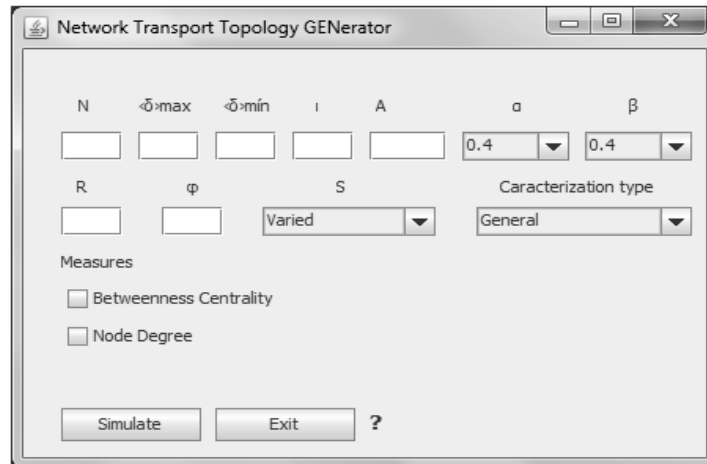 Network Transport Topology GENerator
N <δ>max <δ>mín ι A α β
0.4 0.4
R φ S Caracterization type
Varied General
Measures
Betweenness Centrality
Node Degree
Simulate Exit ?